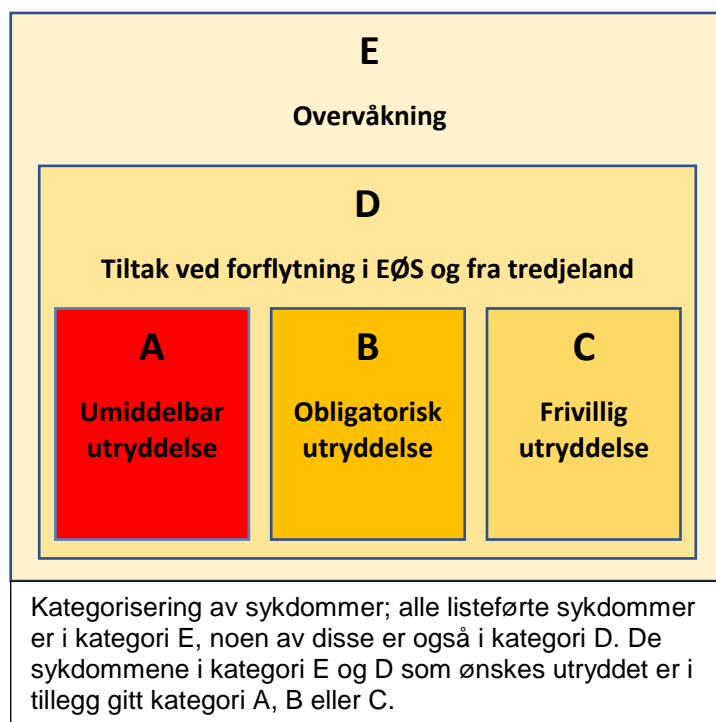 E
Overvåkning
D
Tiltak ved forflytning i EØS og fra tredjeland
A
Umiddelbar
utryddelse
B
Obligatorisk
utryddelse
C
Frivillig
utryddelse
Kategorisering av sykdommer; alle listeførte sykdommer
er i kategori E, noen av disse er også i kategori D. De
sykdommene i kategori E og D som ønskes utryddet er i
tillegg gitt kategori A, B eller C.